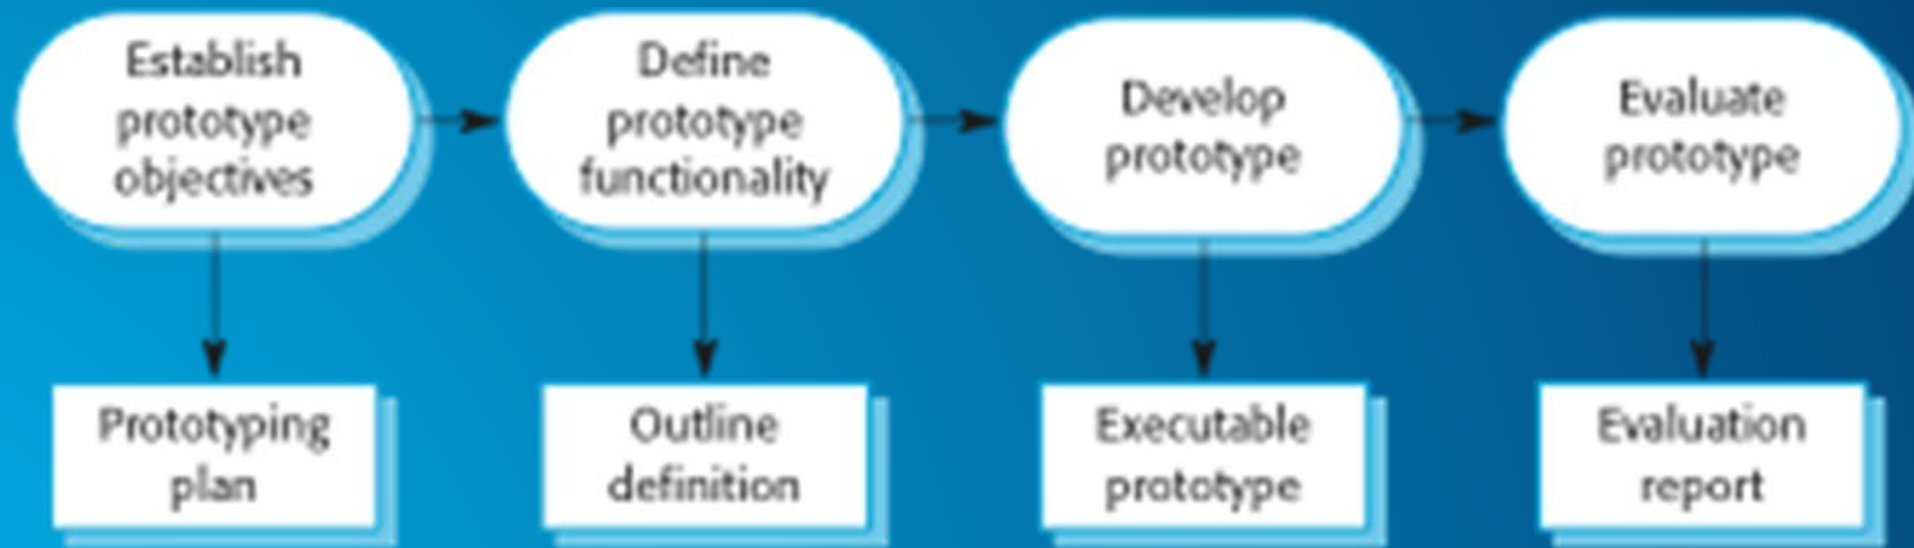 Establish
prototype
objectives
Define
prototype
functionality
Develop
prototype
Evaluate
prototype
Prototyping
plan
Outline
definition
Executable
prototype
Evaluation
report